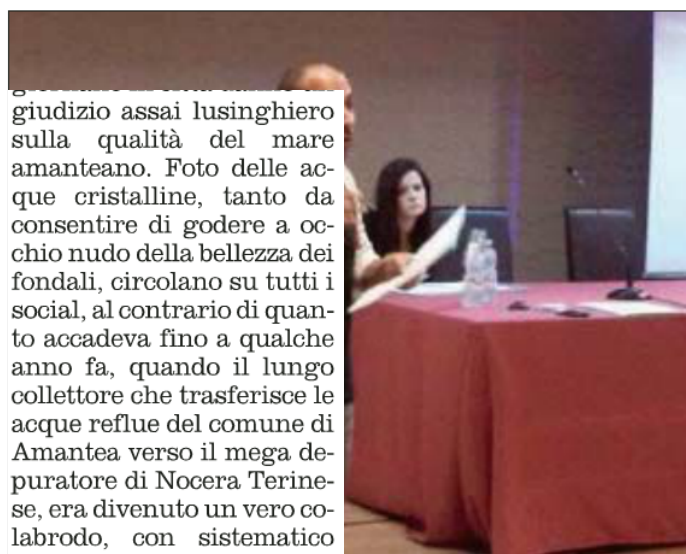 giudizio assai lusinghiero
sulla qualità del mare
amanteano. Foto delle ac-
que cristalline, tanto da
consentire di godere a oc-
chio nudo della bellezza dei
fondali, circolano su tutti i
social, al contrario di quan-
to accadeva fino a qualche
anno fa, quando il lungo
collettore che trasferisce le
acque reflue del comune di
Amantea verso il mega de-
puratore di Nocera Terine-
se, era divenuto un vero co-
labrodo, con sistematico